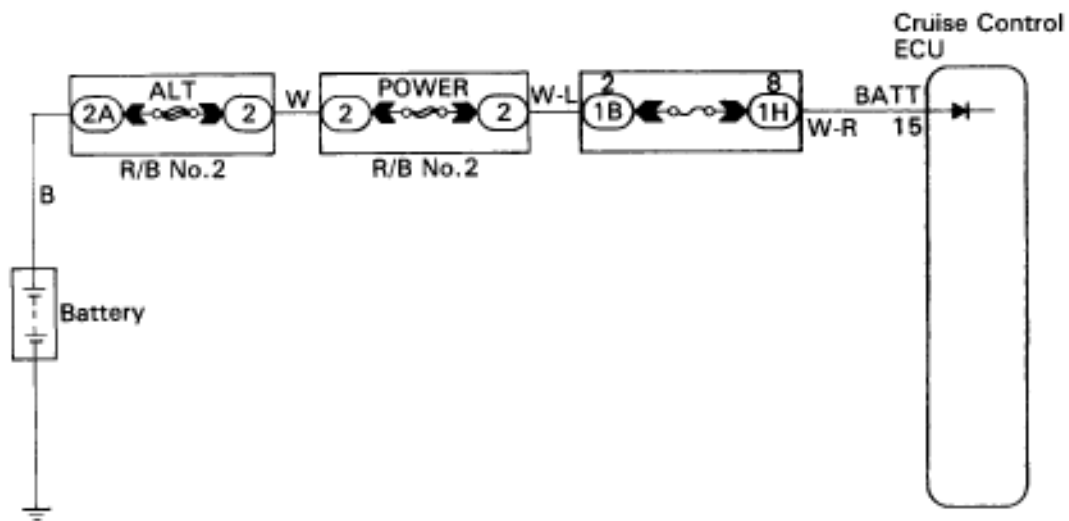 Cruise Control
ECU
ALT
2A
2
R/B No.2
W
POWER
2
2
R/B No.2
W-L
2
1B
8
1H
BATT
W-R
15
B
Battery